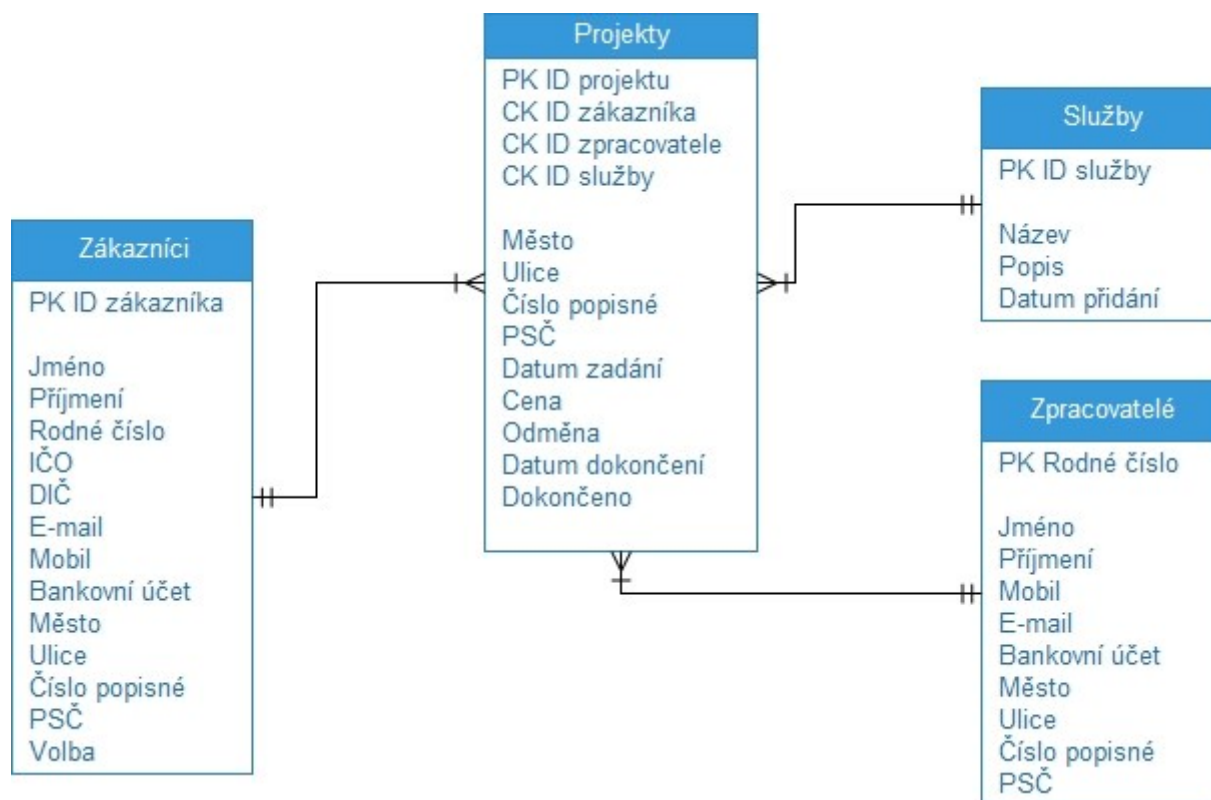 Projekty
PK ID projektu
CK ID zákazníka
CK ID zpracovatele
CK ID služby
Město
Ulice
Číslo popisné
PSČ
Datum zadání
Cena
Odměna
Datum dokončení
Dokončeno
Služby
PK ID služby
Název
Popis
Datum přidání
Zákazníci
PK ID zákazníka
Jméno
Příjmení
Rodné číslo
IČO
DIČ
E-mail
Mobil
Bankovní účet
Město
Ulice
Číslo popisné
PSČ
Volba
Zpracovatelé
PK Rodné číslo
Jméno
Příjmení
Mobil
E-mail
Bankovní účet
Město
Ulice
Číslo popisné
PSČ